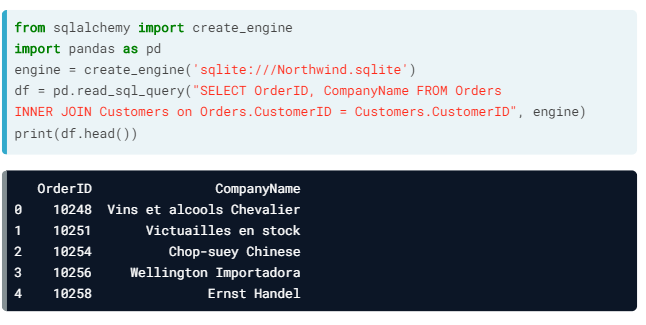 from sqlalchemy import create_engine
import pandas as pd
engine = create_engine('sqlite:///Northwind.sqlite')
df = pd.read_sql_query("SELECT OrderID, CompanyName FROM Orders
INNER JOIN Customers on Orders.CustomerID = Customers.CustomerID", engine)
print(df.head())
OrderID CompanyName
0 10248 Vins et alcools Chevalier
1 10251 Victuailles en stock
2 10254 Chop-suey Chinese
3 10256 Wellington Importadora
4 10258 Ernst Handel